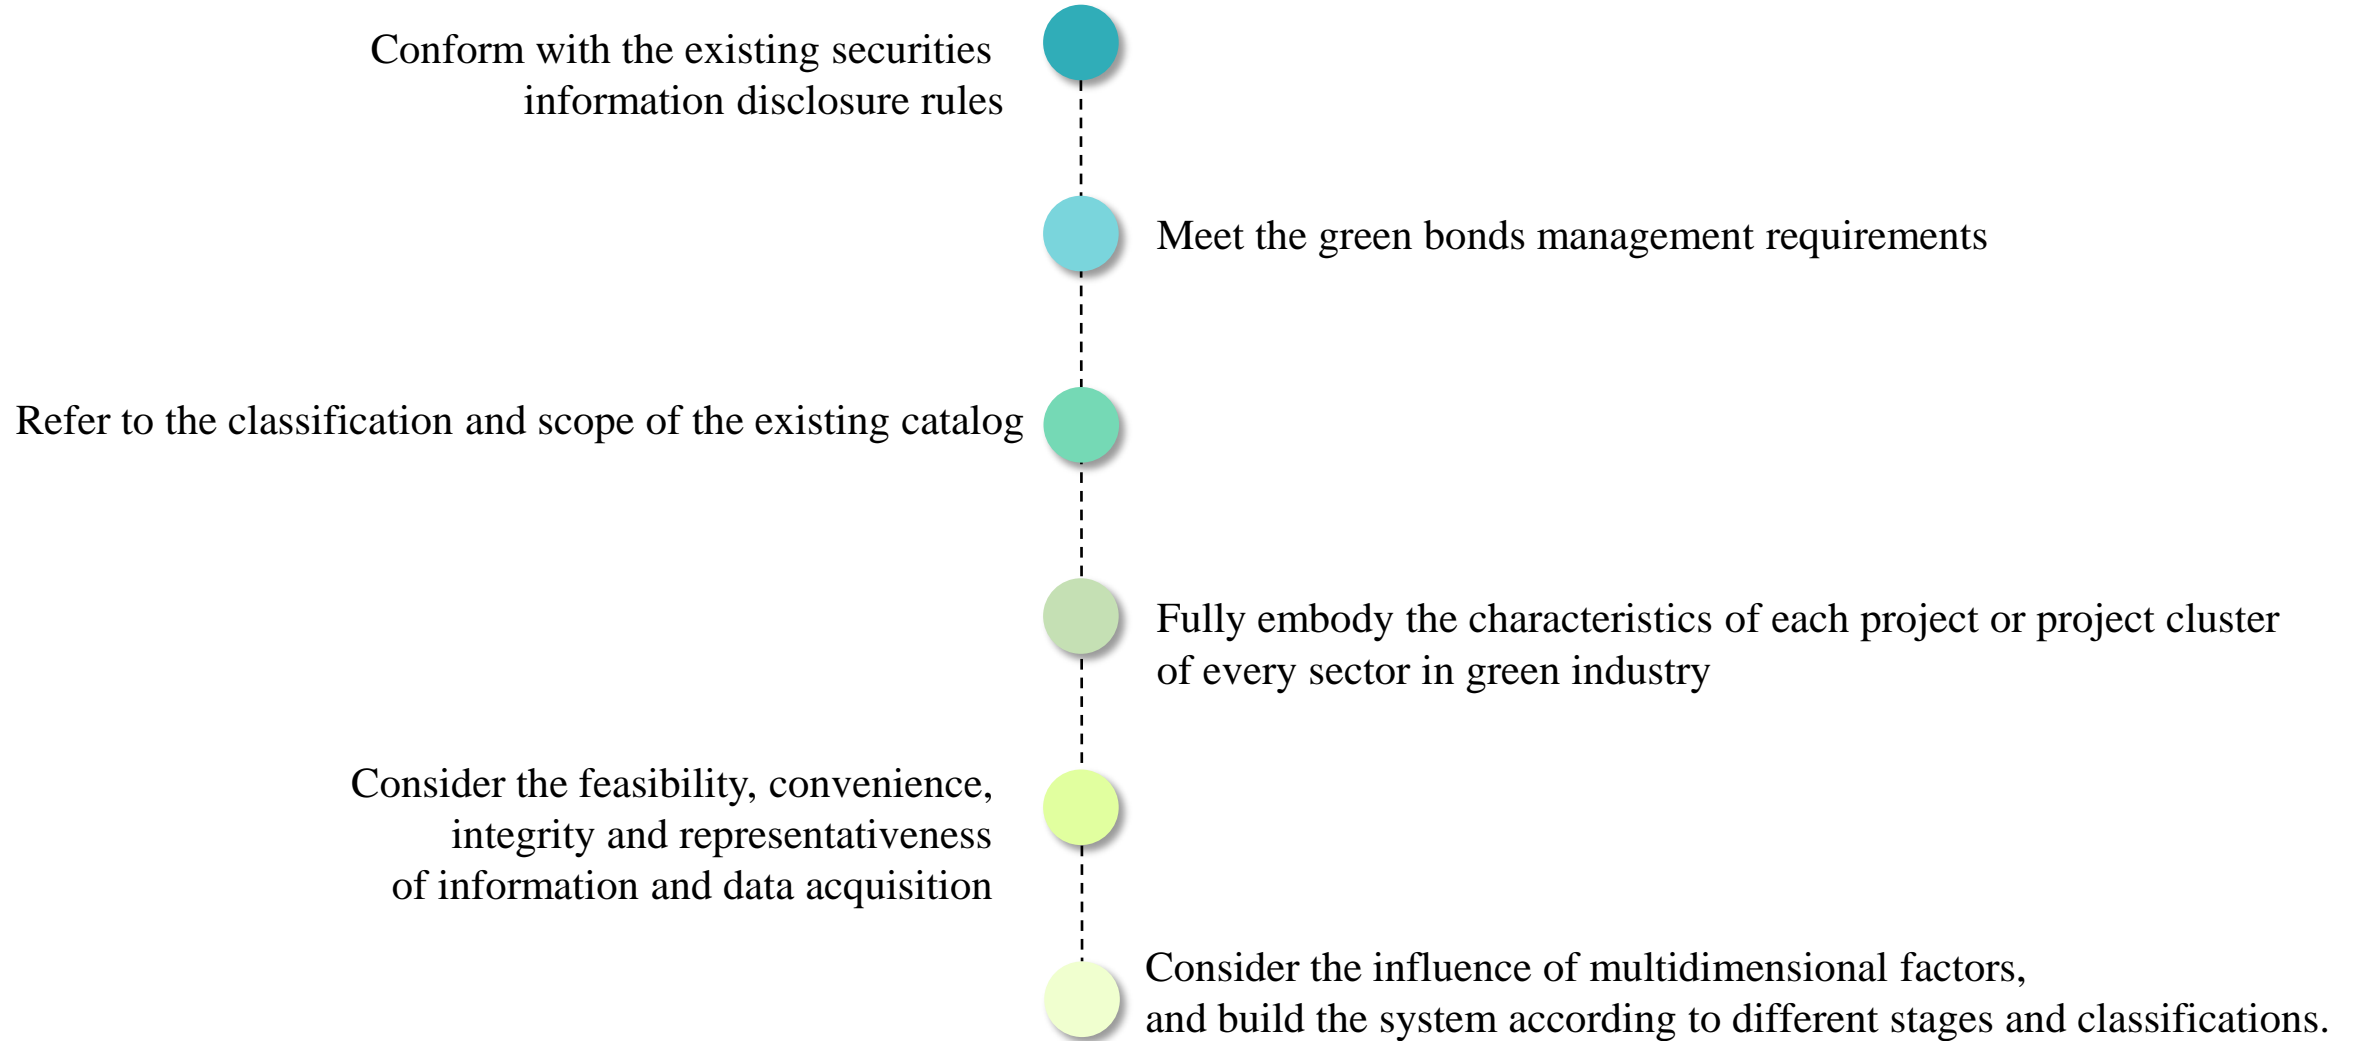 Conform with the existing securities
information disclosure rules
Meet the green bonds management requirements
Refer to the classification and scope of the existing catalog
Fully embody the characteristics of each project or project cluster
of every sector in green industry
Consider the feasibility, convenience,
integrity and representativeness
of information and data acquisition
Consider the influence of multidimensional factors,
and build the system according to different stages and classifications.